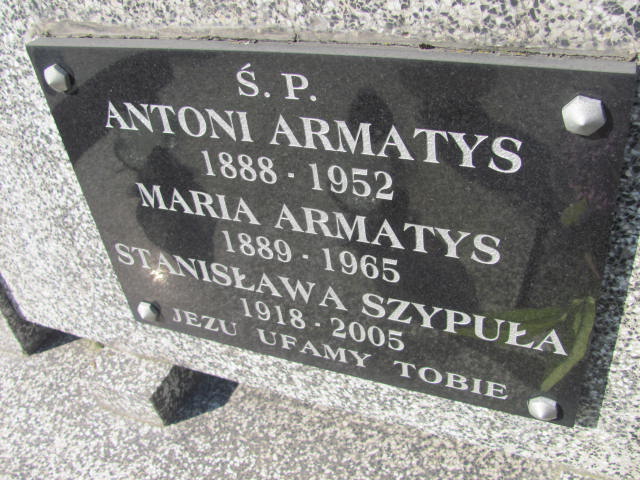 Ś. P.
ANTONI ARMATYS
1888 - 1952
MARIA ARMATYS
1889 - 1965
STANISŁAWA SZYPUŁA
1918 - 2005
JEZU UFAMY TOBIE